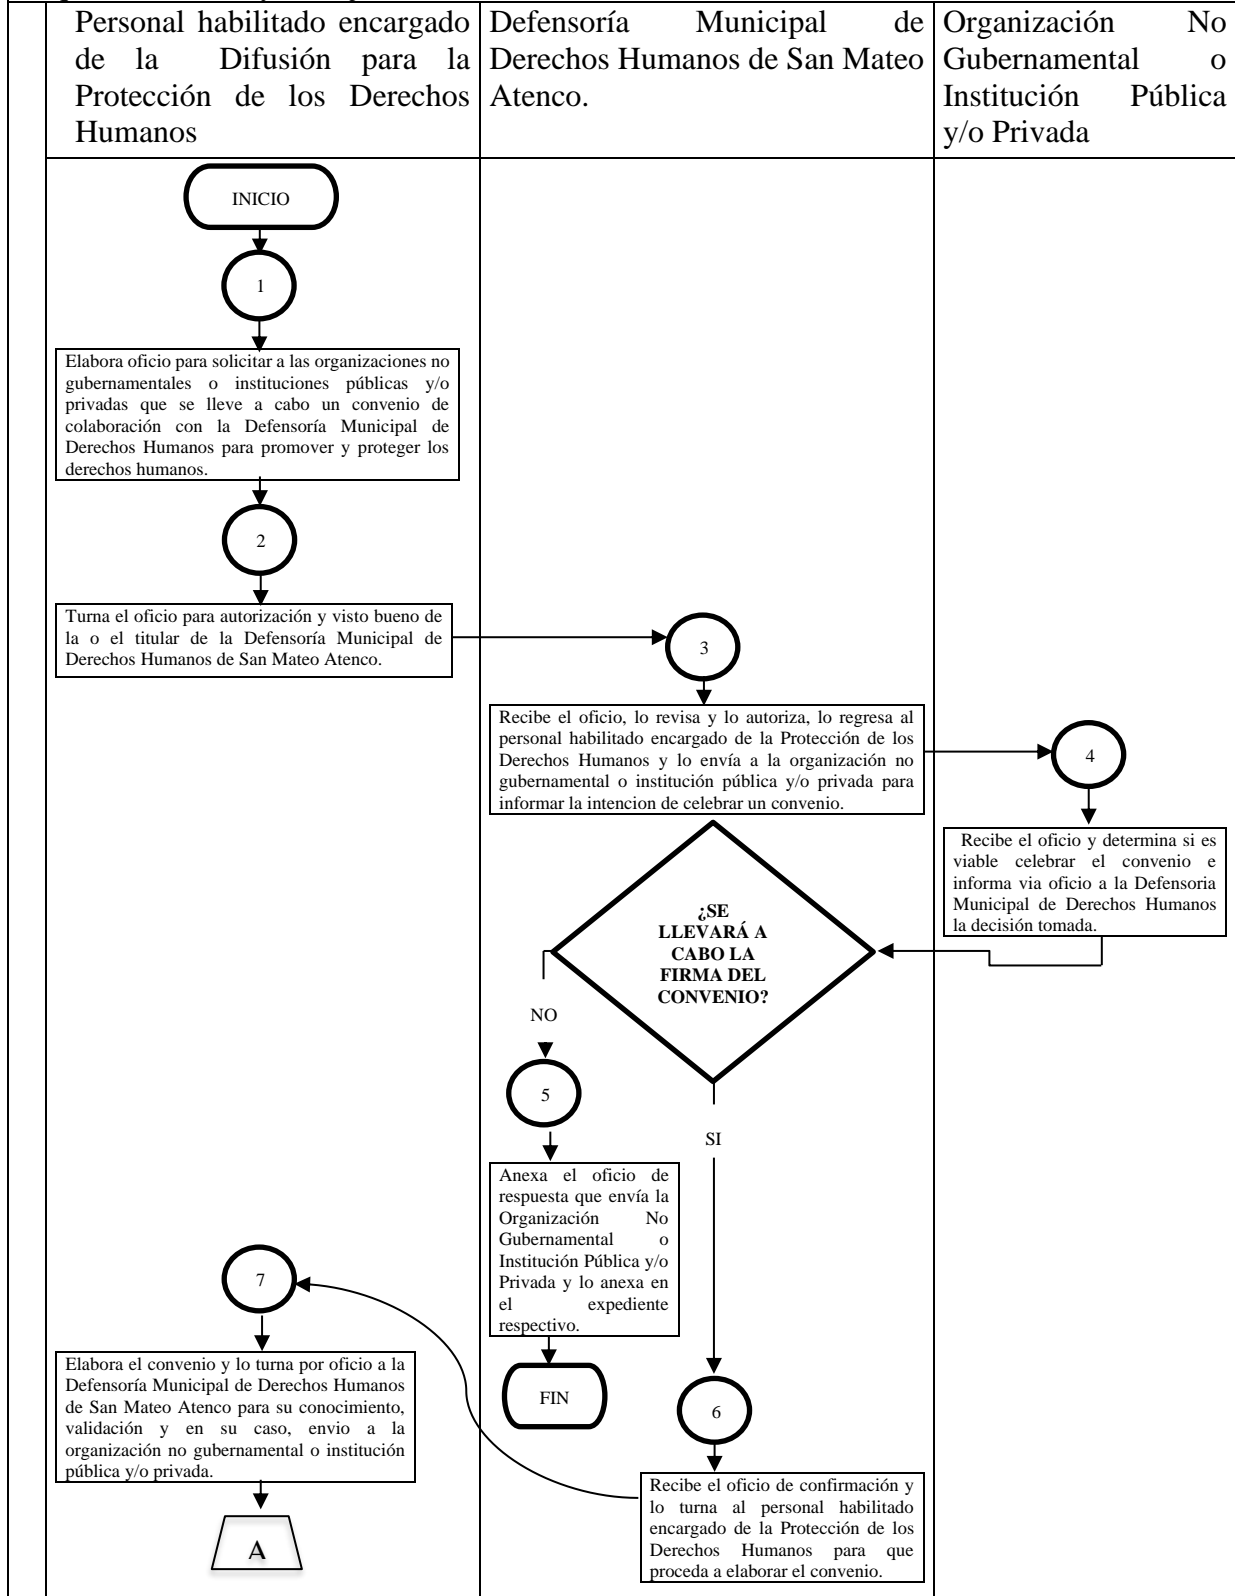 Personal habilitado encargado
de la Difusión para la
Protección de los Derechos
Humanos
Defensoría Municipal de
Derechos Humanos de San Mateo
Atenco.
Organización No
Gubernamental o
Institución Pública
y/o Privada
INICIO
1
Elabora oficio para solicitar a las organizaciones no
gubernamentales o instituciones públicas y/o
privadas que se lleve a cabo un convenio de
colaboración con la Defensoría Municipal de
Derechos Humanos para promover y proteger los
derechos humanos.
2
Turna el oficio para autorización y visto bueno de
la o el titular de la Defensoría Municipal de
Derechos Humanos de San Mateo Atenco.
3
Recibe el oficio, lo revisa y lo autoriza, lo regresa al
personal habilitado encargado de la Protección de los
Derechos Humanos y lo envía a la organización no
gubernamental o institución pública y/o privada para
informar la intencion de celebrar un convenio.
4
Recibe el oficio y determina si es
viable celebrar el convenio e
informa via oficio a la Defensoria
Municipal de Derechos Humanos
la decisión tomada.
¿SE
LLEVARÁ A
CABO LA
FIRMA DEL
CONVENIO?
NO
5
Anexa el oficio de
respuesta que envía la
Organización No
Gubernamental o
Institución Pública y/o
Privada y lo anexa en
el expediente
respectivo.
FIN
SI
6
Recibe el oficio de confirmación y
lo turna al personal habilitado
encargado de la Protección de los
Derechos Humanos para que
proceda a elaborar el convenio.
7
Elabora el convenio y lo turna por oficio a la
Defensoría Municipal de Derechos Humanos
de San Mateo Atenco para su conocimiento,
validación y en su caso, envio a la
organización no gubernamental o institución
pública y/o privada.
A